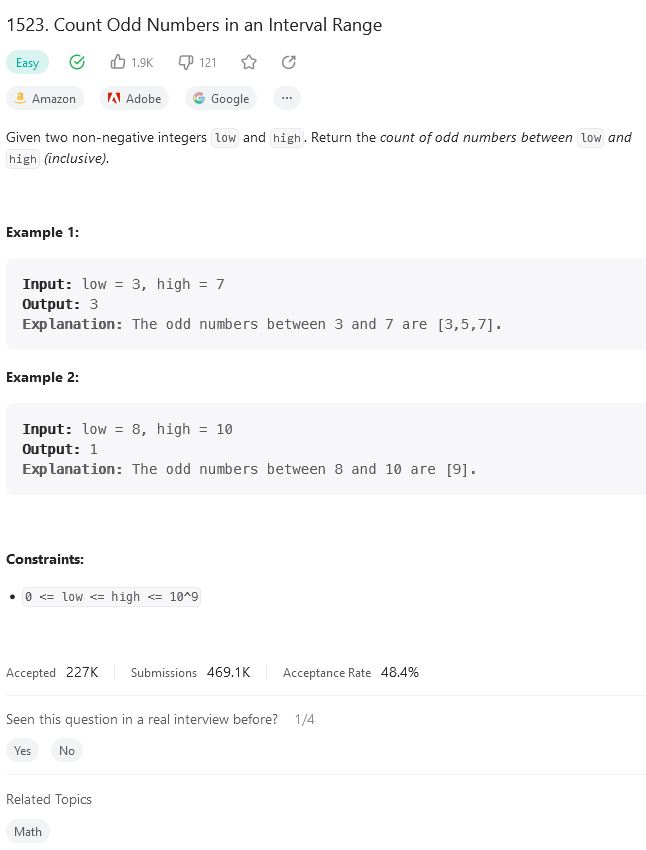 1523. Count Odd Numbers in an Interval Range
Easy 1.9K 121
Amazon Adobe Google ...
Given two non-negative integers low and high. Return the count of odd numbers between low and
high (inclusive).
Example 1:
Input: low = 3, high = 7
Output: 3
Explanation: The odd numbers between 3 and 7 are [3,5,7].
Example 2:
Input: low = 8, high = 10
Output: 1
Explanation: The odd numbers between 8 and 10 are [9].
Constraints:
• 0 <= low <= high <= 10^9
Accepted 227K Submissions 469.1K Acceptance Rate 48.4%
Seen this question in a real interview before? 1/4
Yes No
Related Topics
Math